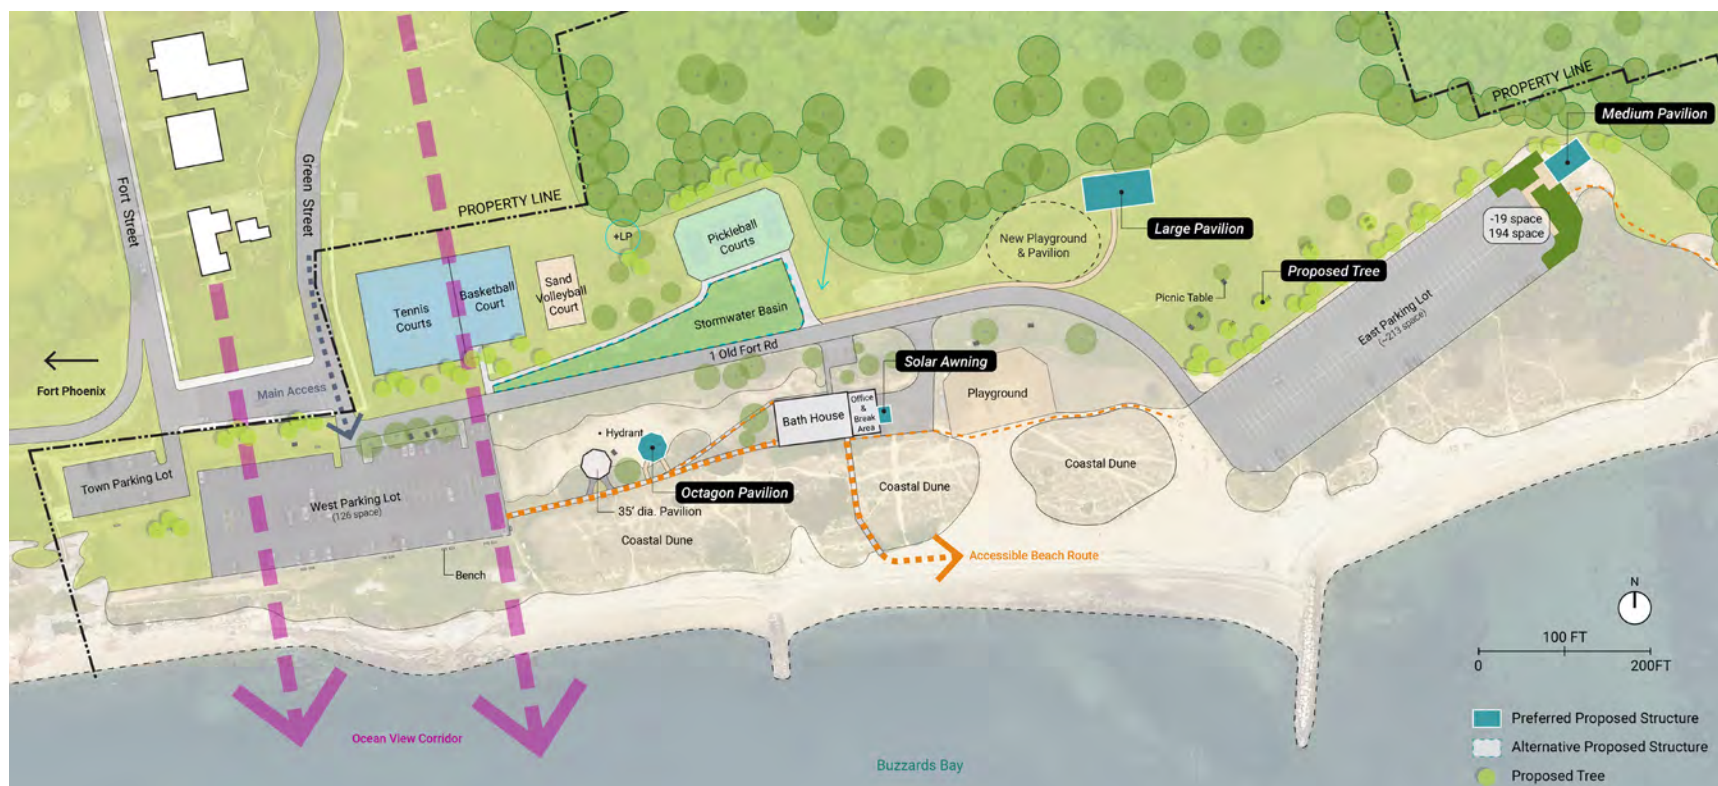 PROPERTY LINE
Medium Pavilion
Fort Street
Green Street
PROPERTY LINE
+LP
Pickleball
Courts
-19 space
194 space
Large Pavilion
New Playground
& Pavilion
Proposed Tree
Picnic Table
Tennis
Courts
Basketball
Court
Sand
Volleyball
Court
Stormwater Basin
East Parking Lot
(~213 space)
1 Old Fort Rd
Fort Phoenix
Main Access
Solar Awning
Playground
Bath House
Office
&
Break
Area
Hydrant
Town Parking Lot
West Parking Lot
(126 space)
Octagon Pavilion
35' dia. Pavilion
Coastal Dune
Coastal Dune
Coastal Dune
Bench
Accessible Beach Route
N
100 FT
0
200FT
Ocean View Corridor
Buzzards Bay
Preferred Proposed Structure
Alternative Proposed Structure
Proposed Tree